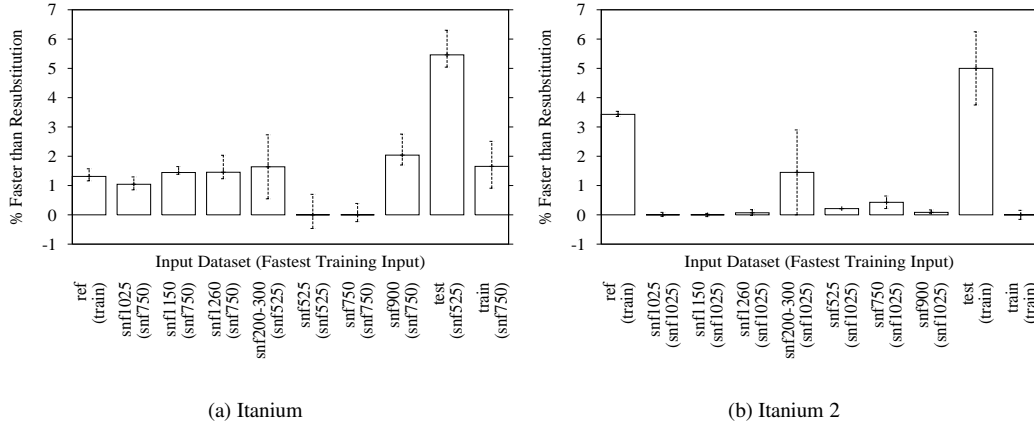 % Faster than Resubstitution
7
6
5
4
3
2
1
0
-1
Input Dataset (Fastest Training Input)
ref
(train)
snf1025
(snf750)
snf1150
(snf750)
snf1260
(snf750)
snf200-300
(snf525)
snf525
(snf525)
snf750
(snf750)
snf900
(snf750)
test
(snf525)
train
(snf750)
(a) Itanium
% Faster than Resubstitution
7
6
5
4
3
2
1
0
-1
Input Dataset (Fastest Training Input)
ref
(train)
snf1025
(snf1025)
snf1150
(snf1025)
snf1260
(snf1025)
snf200-300
(snf1025)
snf525
(snf1025)
snf750
(snf1025)
snf900
(snf1025)
test
(train)
train
(train)
(b) Itanium 2